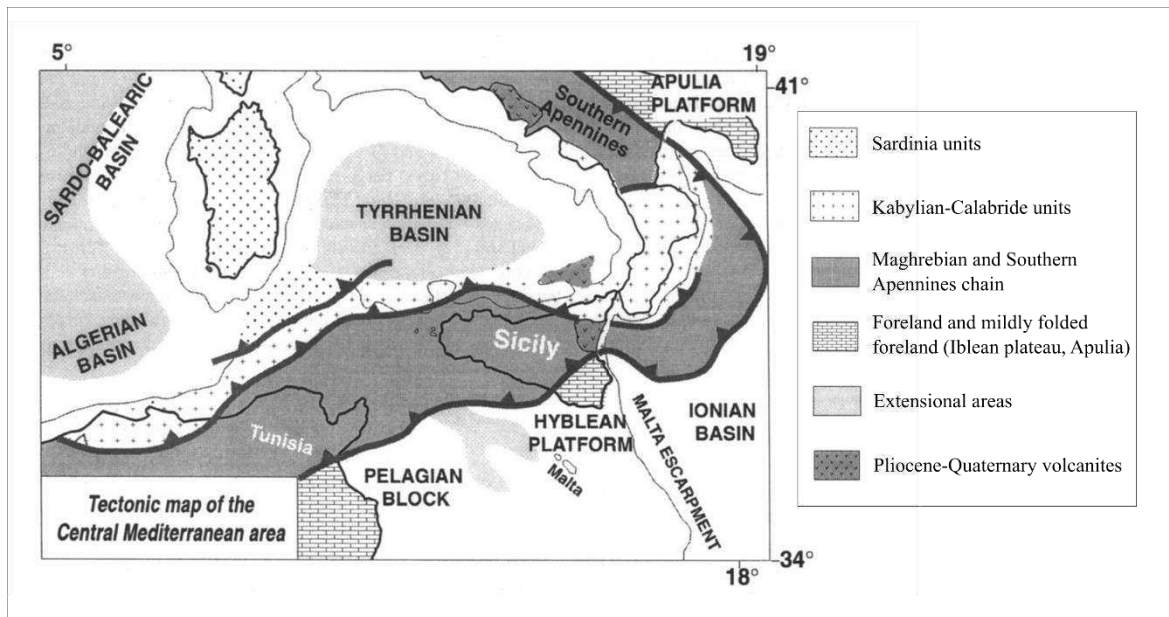 5°
19°
41°
SARDO-BALEARIC
BASIN
Southern
Apennines
APULIA
PLATFORM
TYRRHENIAN
BASIN
ALGERIAN
BASIN
Sicily
Tunisia
HYBLEAN
PLATFORM
IONIAN
BASIN
MALTA ESCARPMENT
PELAGIAN
BLOCK
Malta
Tectonic map of the
Central Mediterranean area
34°
18°
Sardinia units
Kabylian-Calabride units
Maghrebian and Southern
Apennines chain
Foreland and mildly folded
foreland (Iblean plateau, Apulia)
Extensional areas
Pliocene-Quaternary volcanites